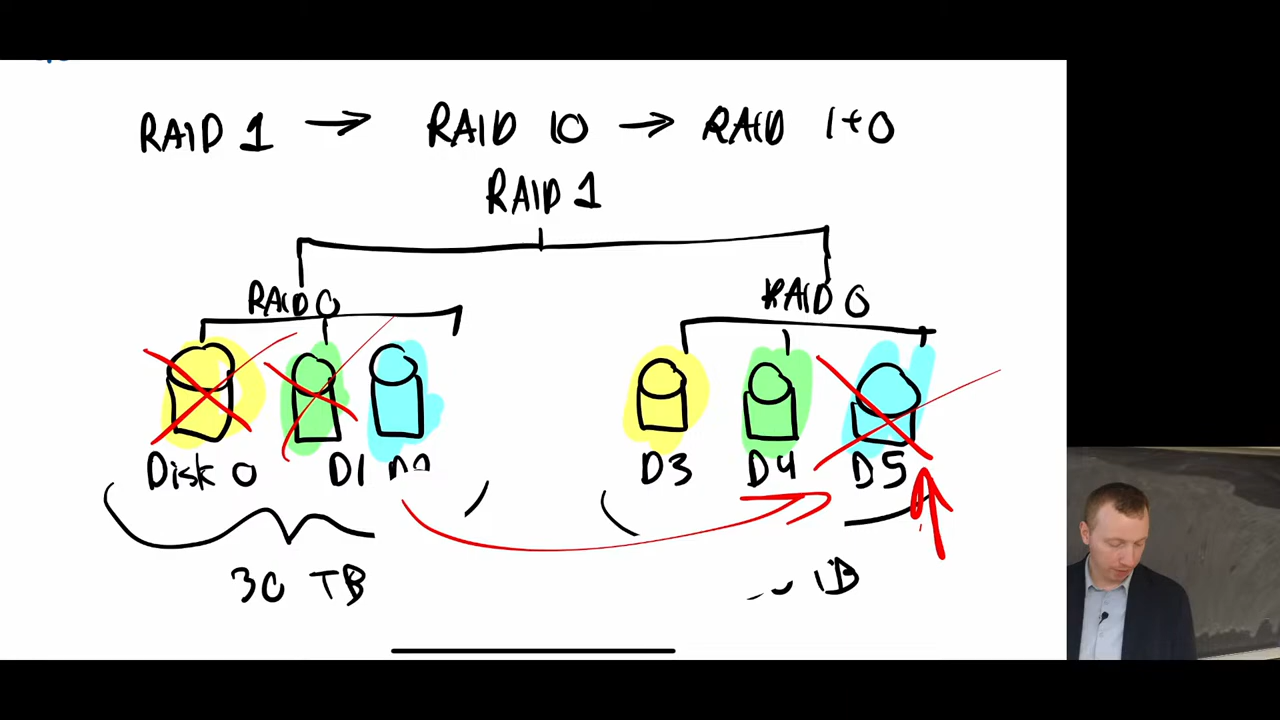 RAID 1 → RAID 10 → RAID 1+0
RAID 1
RAID 0 RAID 0
Disk 0 D1 D3 D4 D5
30 TB